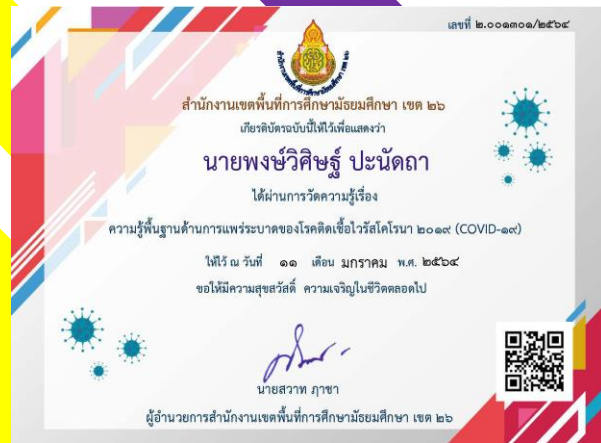 เลขที่ ๒.๐๐๑๓๐๑/๒๕๖๔
สำนักงานเขตพื้นที่การศึกษามัธยมศึกษา เขต ๒๖
เกียรติบัตรฉบับนี้ให้ไว้เพื่อแสดงว่า
นายพงษ์วิศิษฐ์ ปะนัดถา
ได้ผ่านการวัดความรู้เรื่อง
ความรู้พื้นฐานด้านการแพร่ระบาดของโรคติดเชื้อไวรัสโคโรนา ๒๐๑๙ (COVID-๑๙)
ให้ไว้ ณ วันที่ ๑๑ เดือน มกราคม พ.ศ. ๒๕๖๔
ขอให้มีความสุขสวัสดิ์ ความเจริญในชีวิตตลอดไป
นายสวาท ฦาชา
ผู้อำนวยการสำนักงานเขตพื้นที่การศึกษามัธยมศึกษา เขต ๒๖